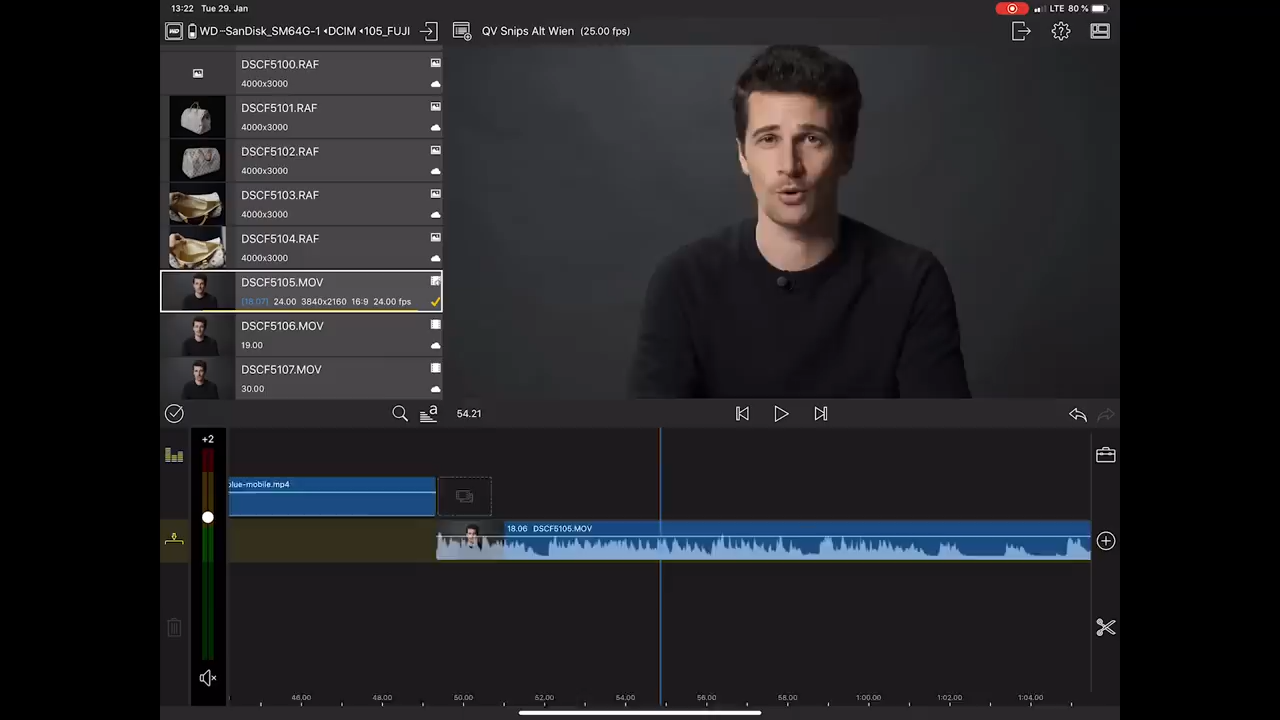 13:22 Tue 29. Jan
LTE 80 %
WD ◂SanDisk_SM64G-1 ◂DCIM ◂105_FUJI
QV Snips Alt Wien (25.00 fps)
DSCF5100.RAF
4000x3000
DSCF5101.RAF
4000x3000
DSCF5102.RAF
4000x3000
DSCF5103.RAF
4000x3000
DSCF5104.RAF
4000x3000
DSCF5105.MOV
[18.07] 24.00 3840x2160 16:9 24.00 fps
DSCF5106.MOV
19.00
DSCF5107.MOV
30.00
a
54.21
+2
blue-mobile.mp4
18.06 DSCF5105.MOV
46.00 48.00 50.00 52.00 54.00 56.00 58.00 1:00.00 1:02.00 1:04.00